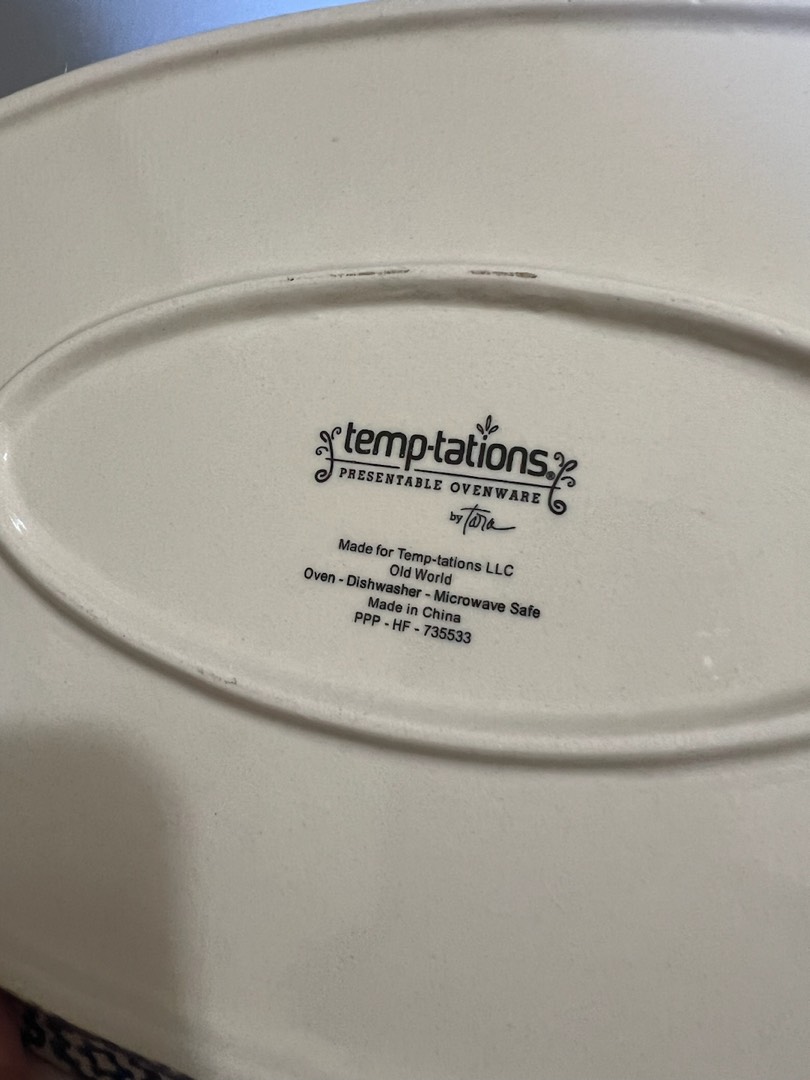 temp-tations®
PRESENTABLE OVENWARE
by Tara
Made for Temp-tations LLC
Old World
Oven - Dishwasher - Microwave Safe
Made in China
PPP - HF - 735533